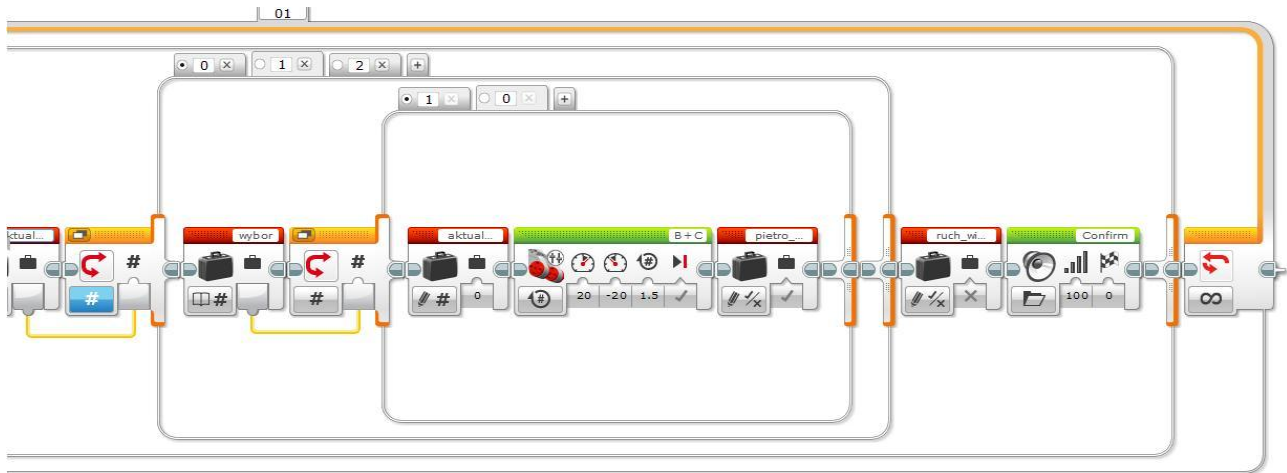 01
0 1 2 +
1 0 +
ktual... wybor aktual... B+C pietro_... ruch_wi... Confirm
# # #
# # # # 0 # 20 -20 1.5 100 0 ∞